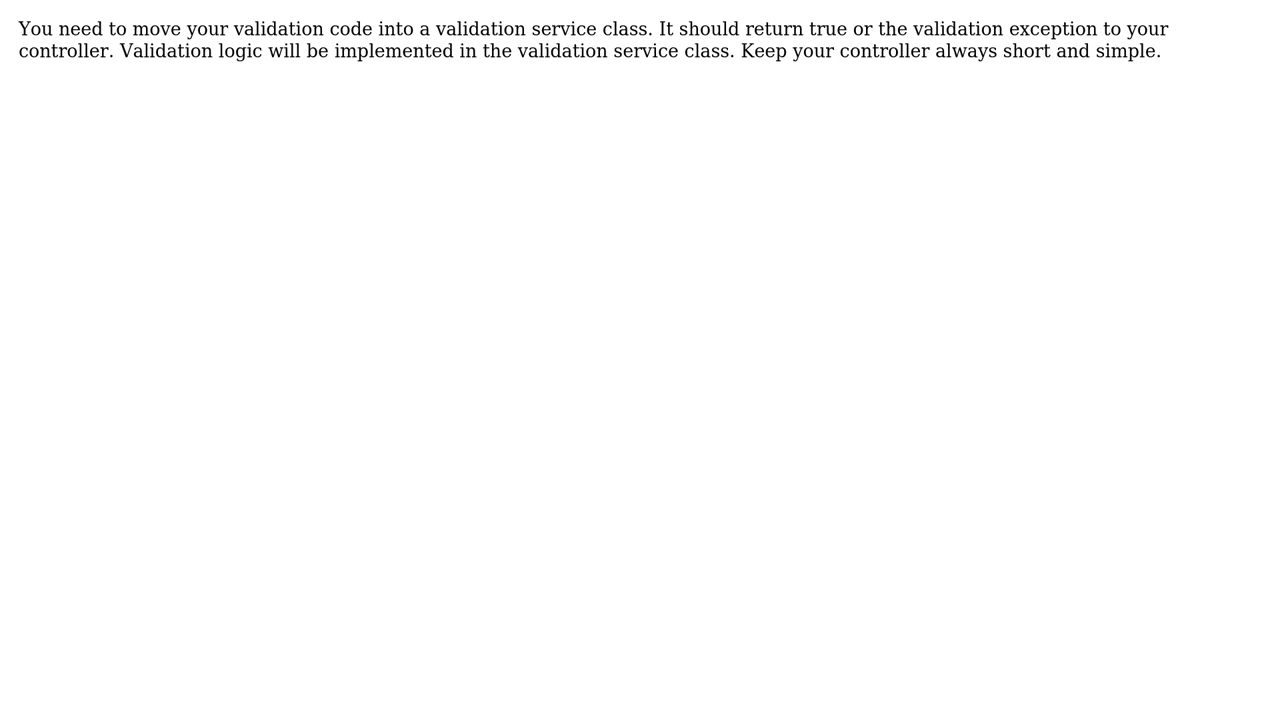 You need to move your validation code into a validation service class. It should return true or the validation exception to your
controller. Validation logic will be implemented in the validation service class. Keep your controller always short and simple.